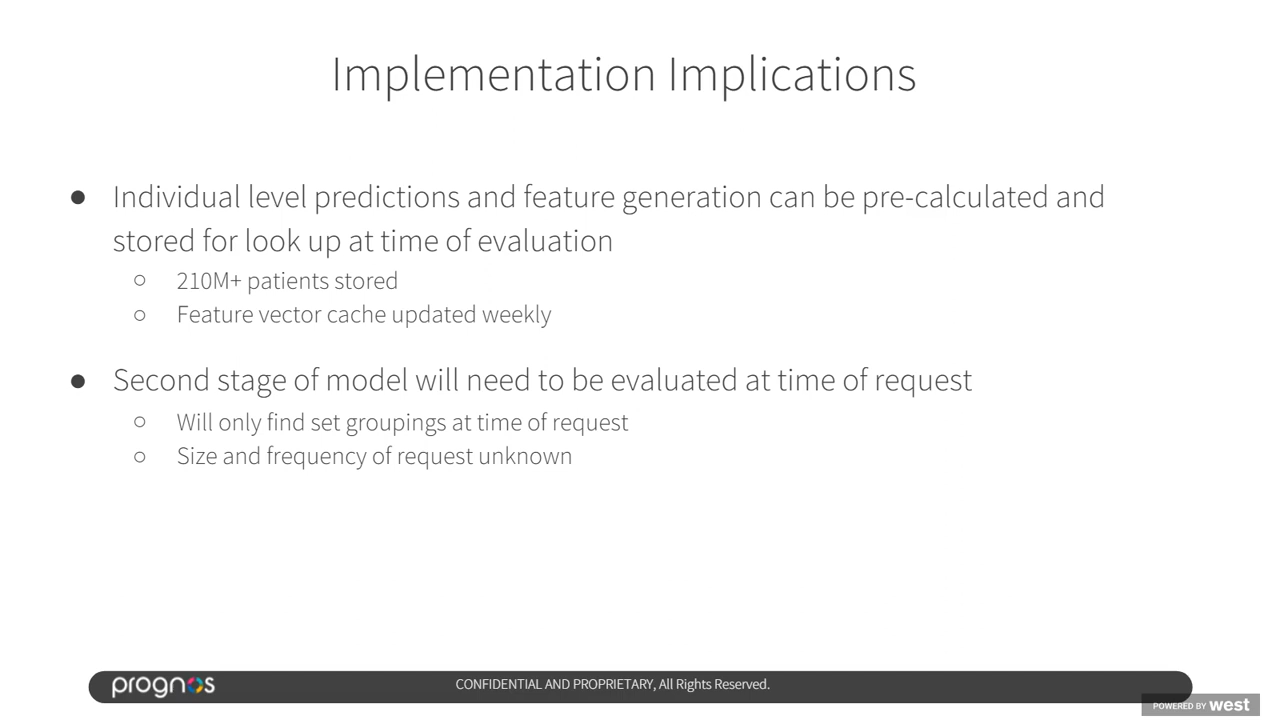 Implementation Implications
● Individual level predictions and feature generation can be pre-calculated and
stored for look up at time of evaluation
○ 210M+ patients stored
○ Feature vector cache updated weekly
● Second stage of model will need to be evaluated at time of request
○ Will only find set groupings at time of request
○ Size and frequency of request unknown
prognos
CONFIDENTIAL AND PROPRIETARY, All Rights Reserved.
POWERED BY west